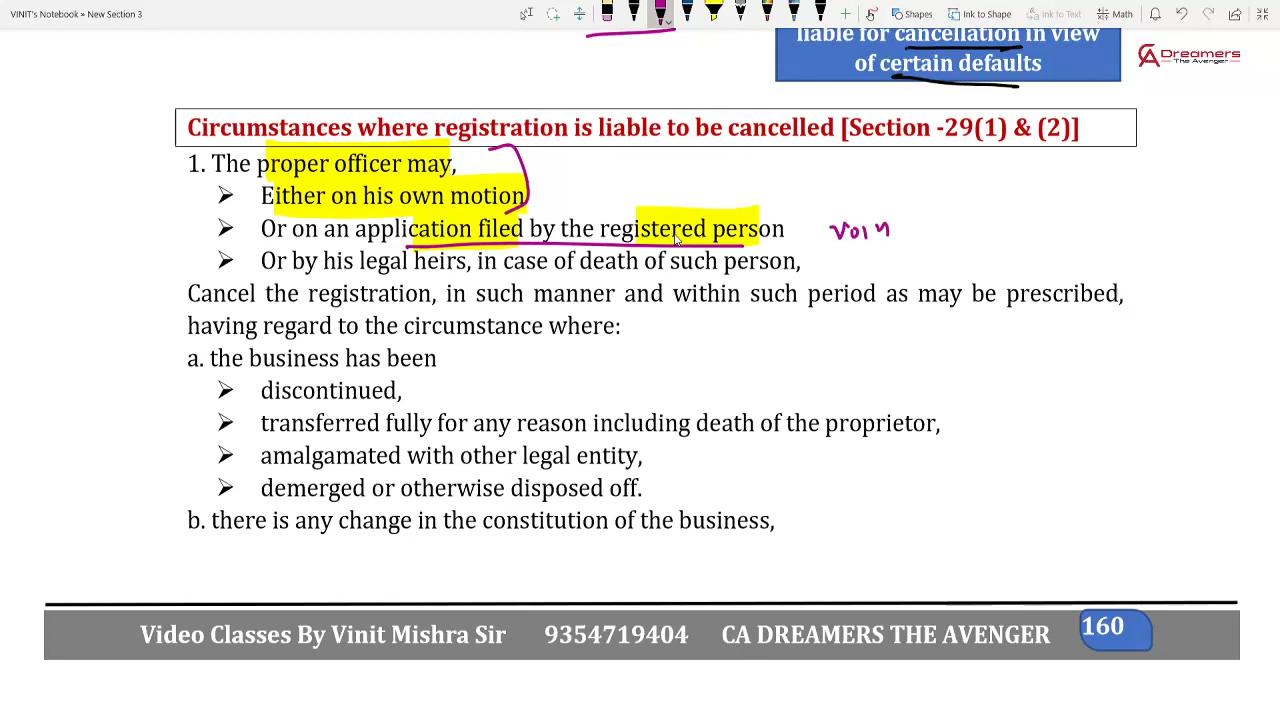 VINIT's Notebook » New Section 3
Shapes Ink to Shape Ink to Text Math
liable for cancellation in view
of certain defaults
CA Dreamers
The Avenger
Circumstances where registration is liable to be cancelled [Section -29(1) & (2)]
1. The proper officer may,
➢ Either on his own motion
➢ Or on an application filed by the registered person
➢ Or by his legal heirs, in case of death of such person,
Cancel the registration, in such manner and within such period as may be prescribed,
having regard to the circumstance where:
a. the business has been
➢ discontinued,
➢ transferred fully for any reason including death of the proprietor,
➢ amalgamated with other legal entity,
➢ demerged or otherwise disposed off.
b. there is any change in the constitution of the business,
Video Classes By Vinit Mishra Sir 9354719404 CA DREAMERS THE AVENGER 160